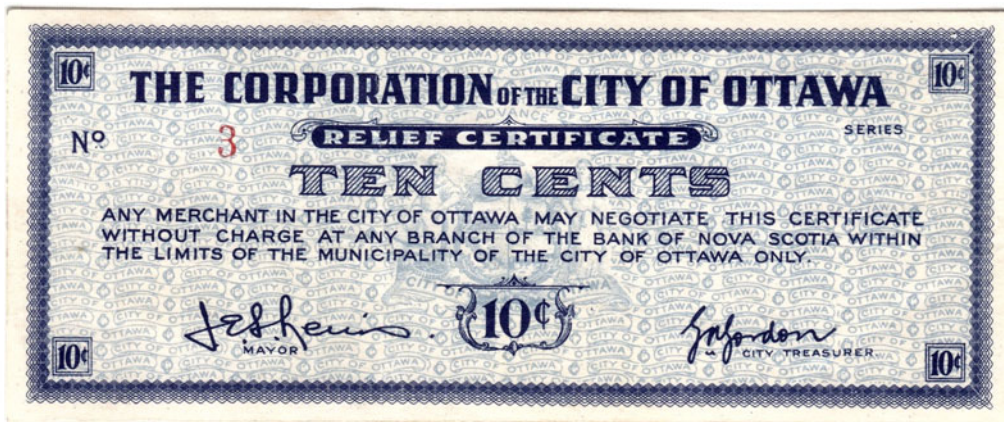 10¢ 10¢
THE CORPORATION OF THE CITY OF OTTAWA
Nº 3 RELIEF CERTIFICATE SERIES
TEN CENTS
ANY MERCHANT IN THE CITY OF OTTAWA MAY NEGOTIATE THIS CERTIFICATE
WITHOUT CHARGE AT ANY BRANCH OF THE BANK OF NOVA SCOTIA WITHIN
THE LIMITS OF THE MUNICIPALITY OF THE CITY OF OTTAWA ONLY.
10¢
MAYOR CITY TREASURER
10¢ 10¢